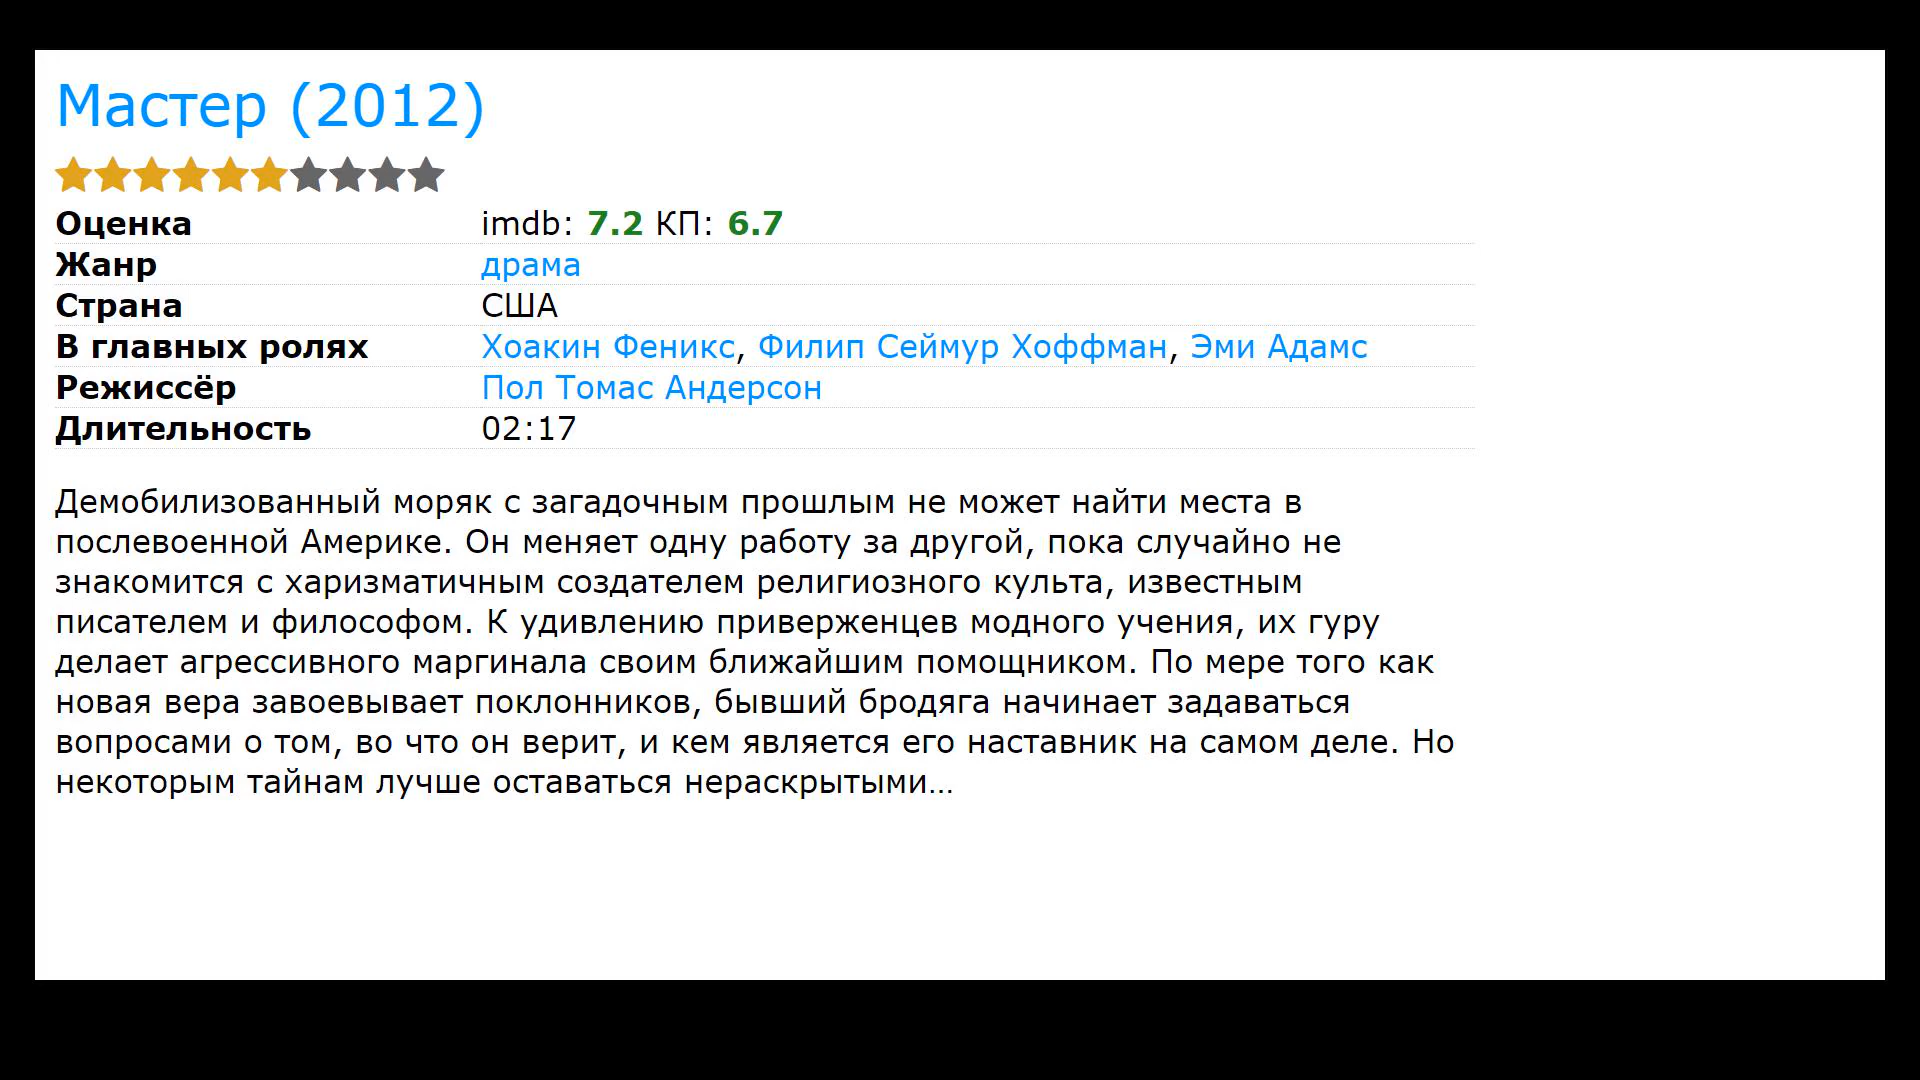 Мастер (2012)
Оценка imdb: 7.2 КП: 6.7
Жанр драма
Страна США
В главных ролях Хоакин Феникс, Филип Сеймур Хоффман, Эми Адамс
Режиссёр Пол Томас Андерсон
Длительность 02:17
Демобилизованный моряк с загадочным прошлым не может найти места в
послевоенной Америке. Он меняет одну работу за другой, пока случайно не
знакомится с харизматичным создателем религиозного культа, известным
писателем и философом. К удивлению приверженцев модного учения, их гуру
делает агрессивного маргинала своим ближайшим помощником. По мере того как
новая вера завоевывает поклонников, бывший бродяга начинает задаваться
вопросами о том, во что он верит, и кем является его наставник на самом деле. Но
некоторым тайнам лучше оставаться нераскрытыми…